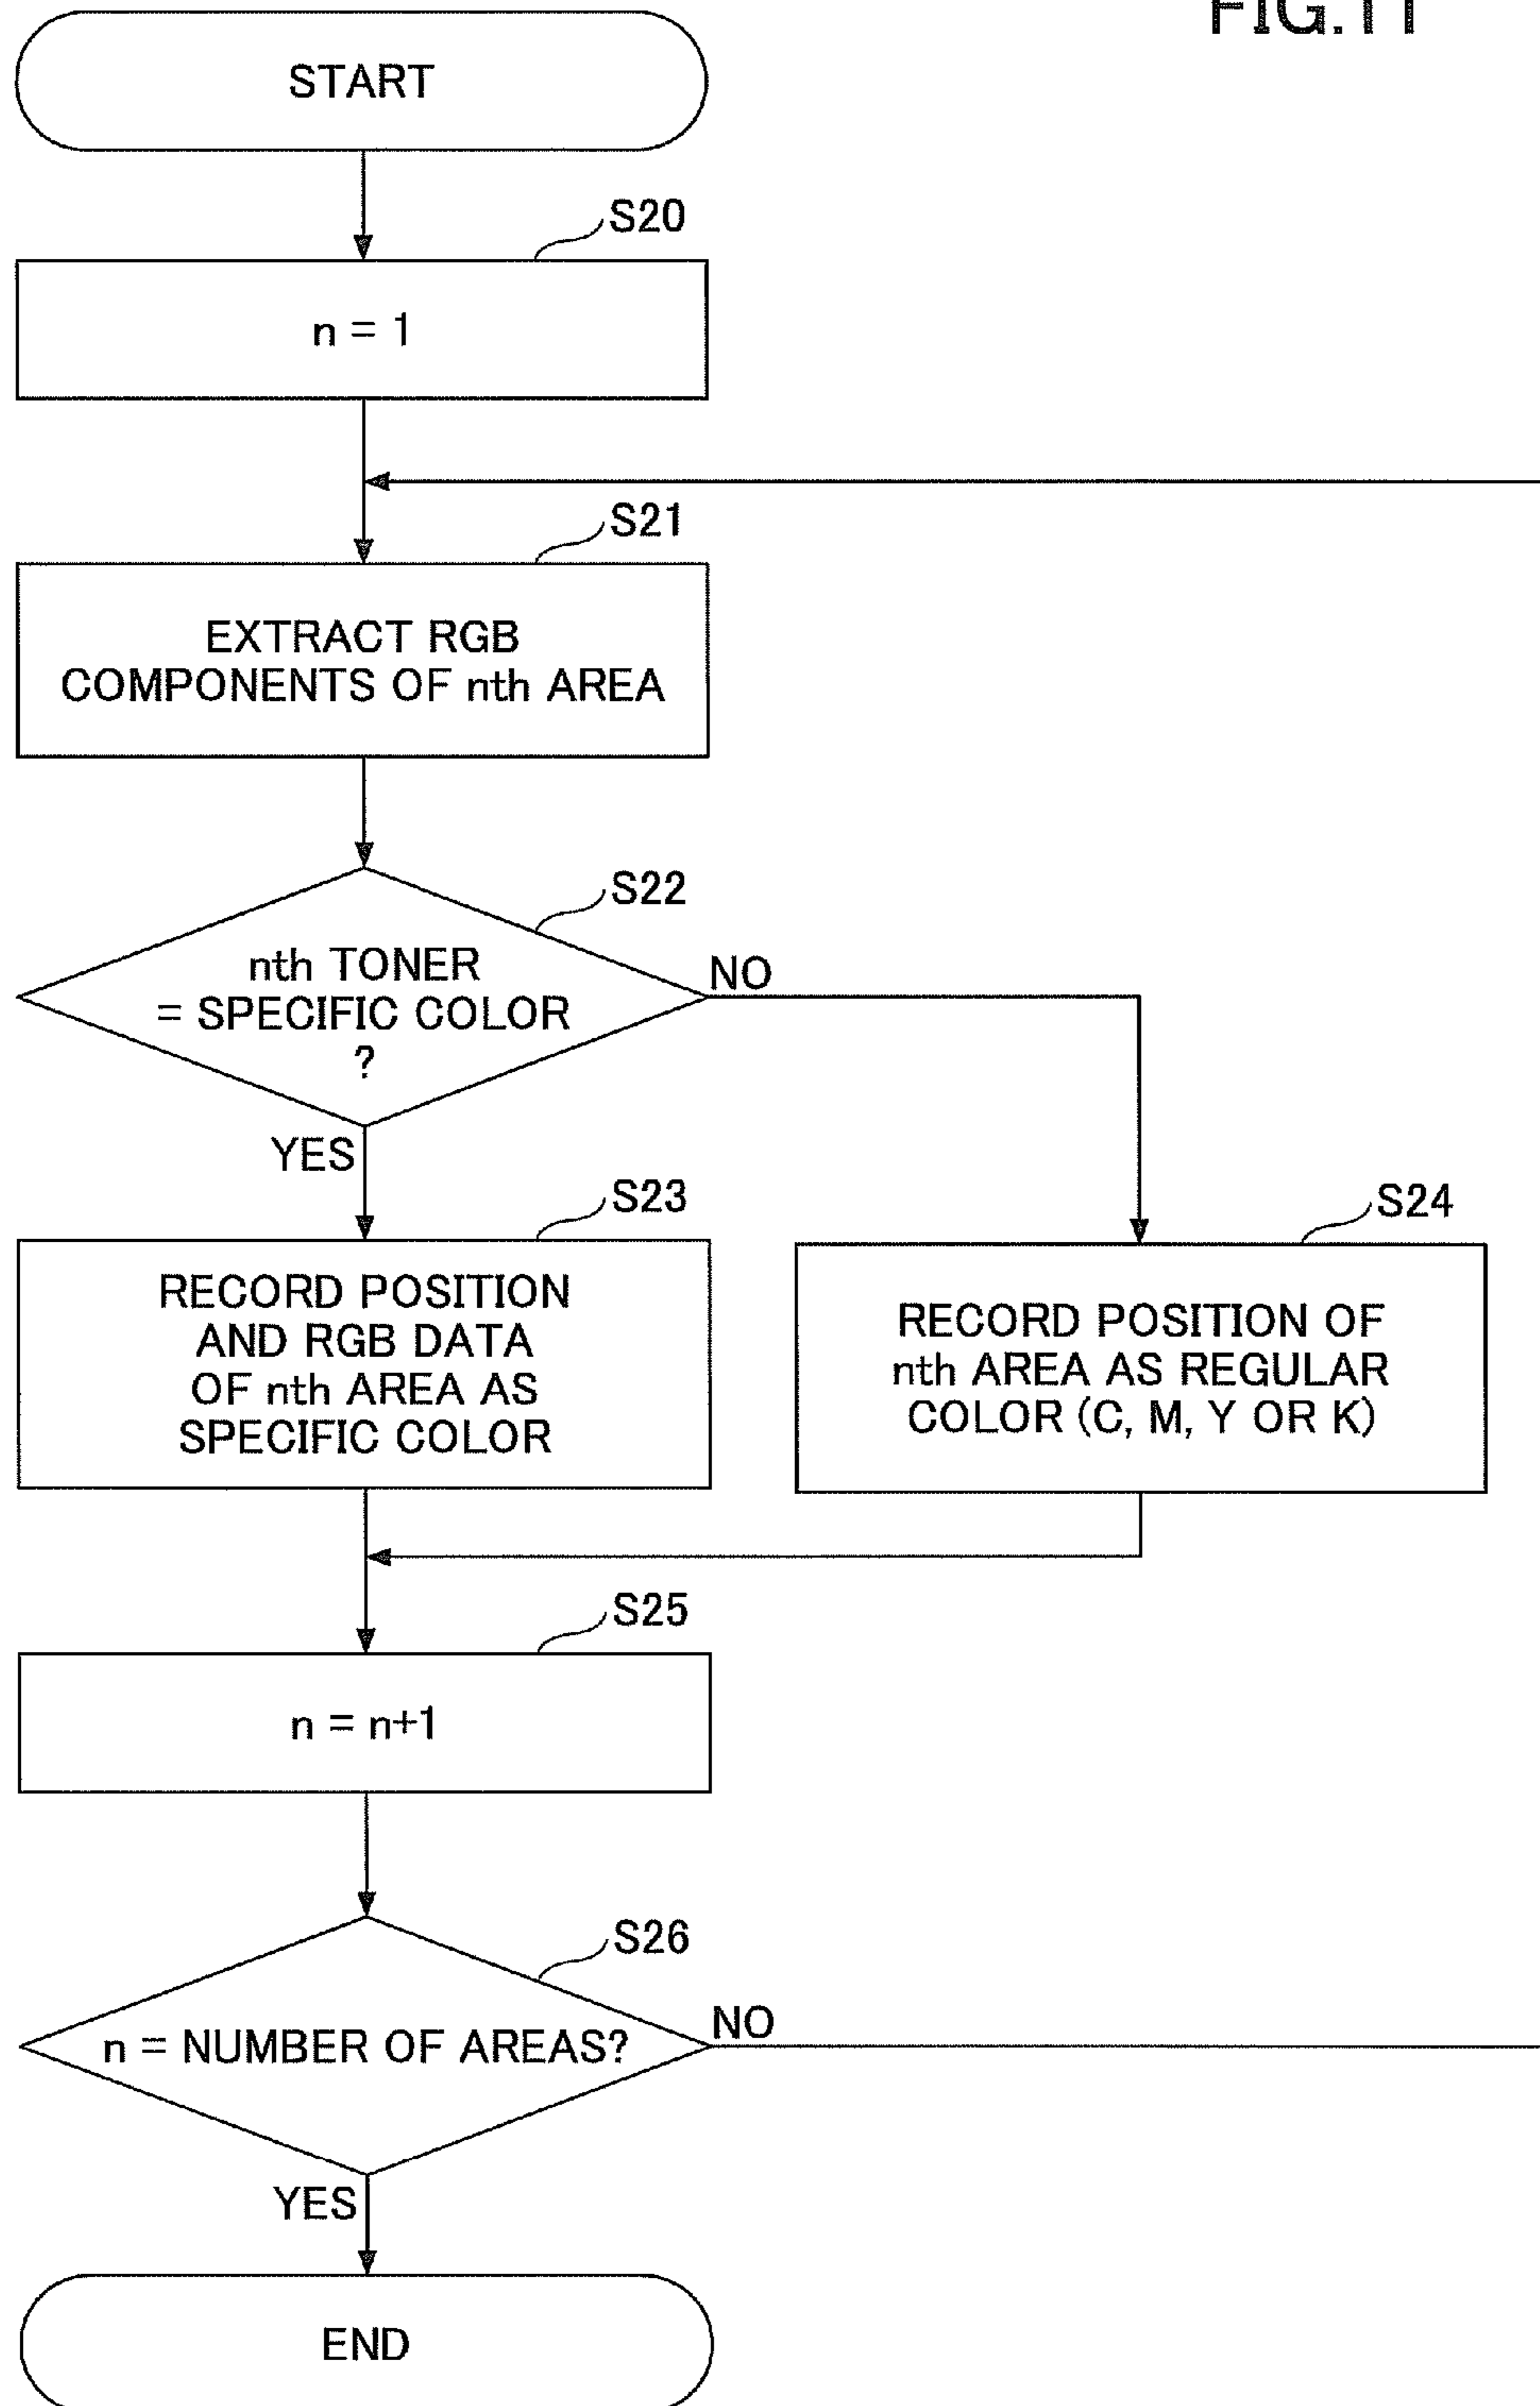 FIG.11
START
S20
n = 1
S21
EXTRACT RGB
COMPONENTS OF nth AREA
S22
nth TONER
= SPECIFIC COLOR
?
NO
YES
S23
RECORD POSITION
AND RGB DATA
OF nth AREA AS
SPECIFIC COLOR
S24
RECORD POSITION OF
nth AREA AS REGULAR
COLOR (C, M, Y OR K)
S25
n = n+1
S26
n = NUMBER OF AREAS?
NO
YES
END